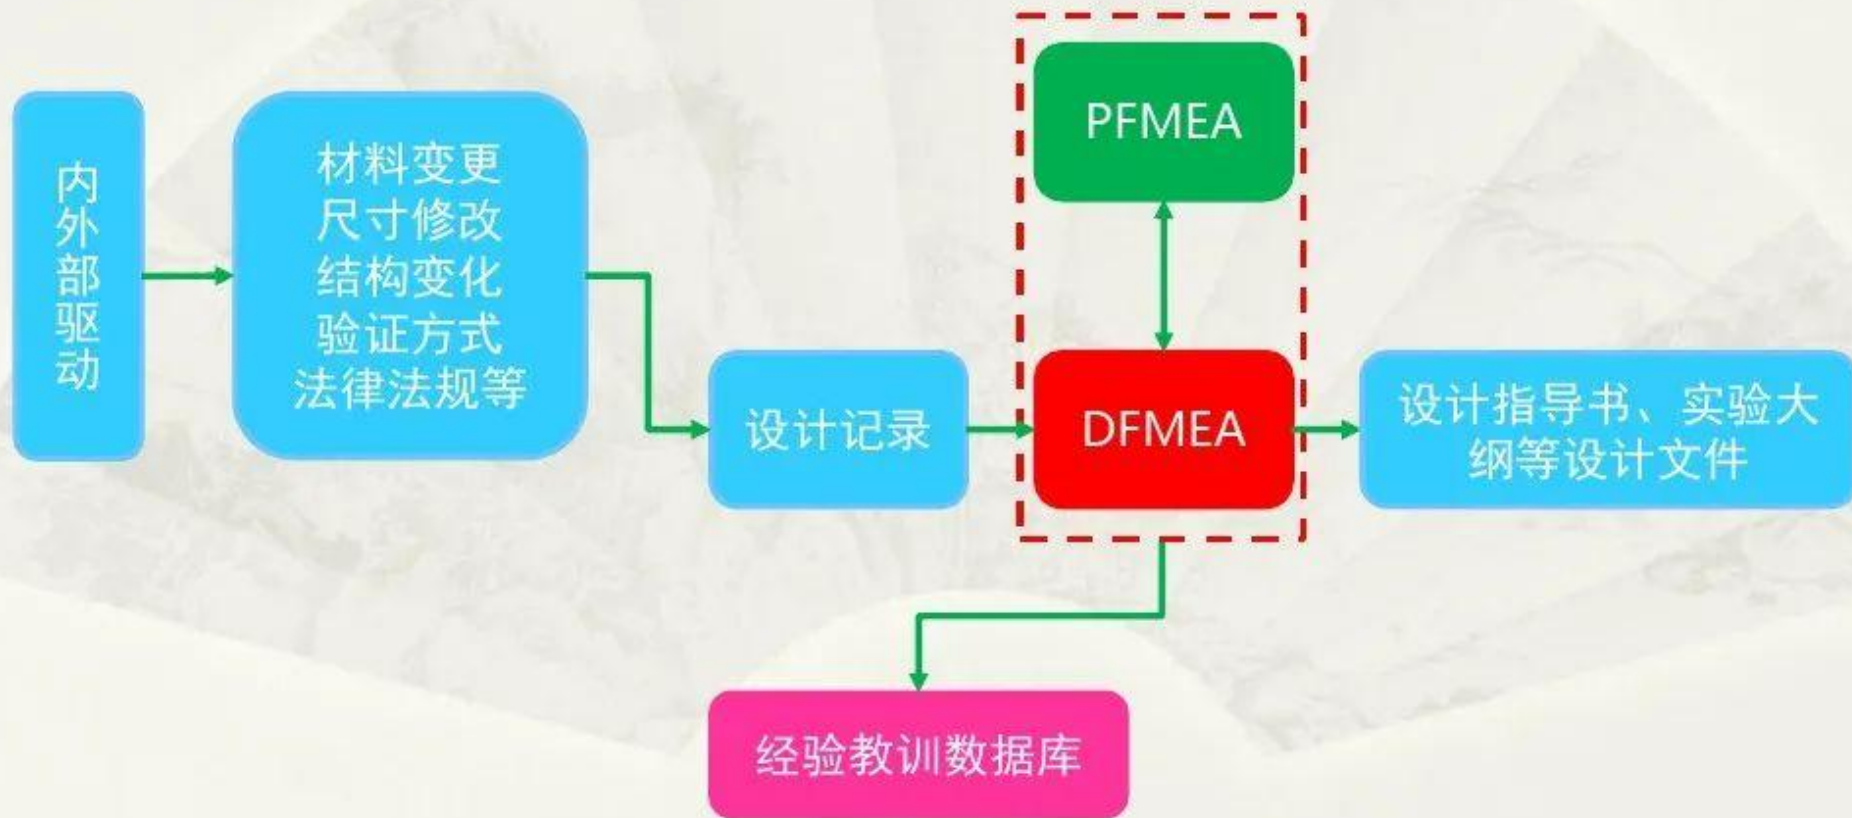 内外部驱动
材料变更
尺寸修改
结构变化
验证方式
法律法规等
设计记录
PFMEA
DFMEA
设计指导书、实验大
纲等设计文件
经验教训数据库